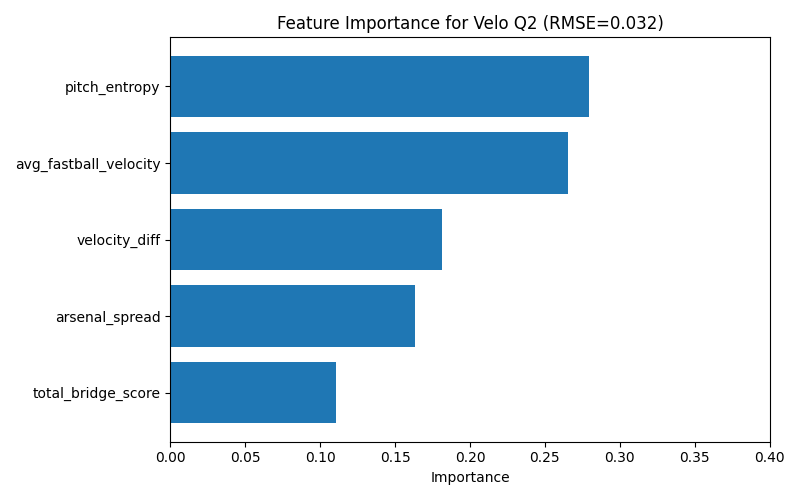 Feature Importance for Velo Q2 (RMSE=0.032)
pitch_entropy
avg_fastball_velocity
velocity_diff
arsenal_spread
total_bridge_score
0.00 0.05 0.10 0.15 0.20 0.25 0.30 0.35 0.40
Importance